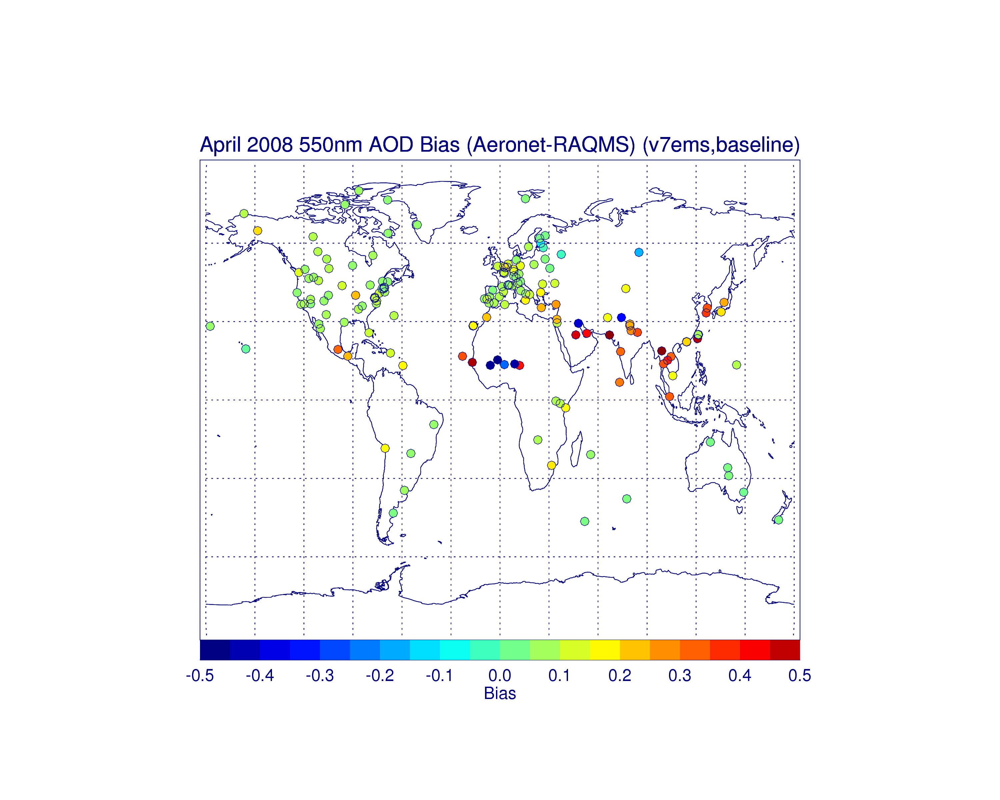 April 2008 550nm AOD Bias (Aeronet-RAQMS) (v7ems,baseline)
-0.5 -0.4 -0.3 -0.2 -0.1 0.0 0.1 0.2 0.3 0.4 0.5
Bias